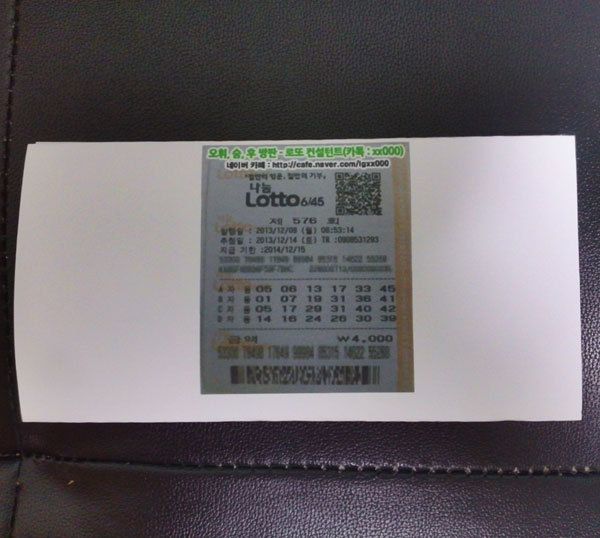 오휘, 숨, 후 방판 - 로또 컨설턴트(카톡 : xx000)
네이버 카페 : http://cafe.naver.com/lgxx000
나눔
Lotto 6/45
제 576 회
발행일 : 2013/12/09 (월) 06:53:14
추첨일 : 2013/12/14 (토) TR :
지급 기한 : 2014/12/15
A 자 동 05 06 13 17 33 45
B 자 동 01 07 19 31 36 41
C 자 동 05 17 29 31 40 42
D 자 동 14 16 24 26 30 39
금 액 ₩4,000